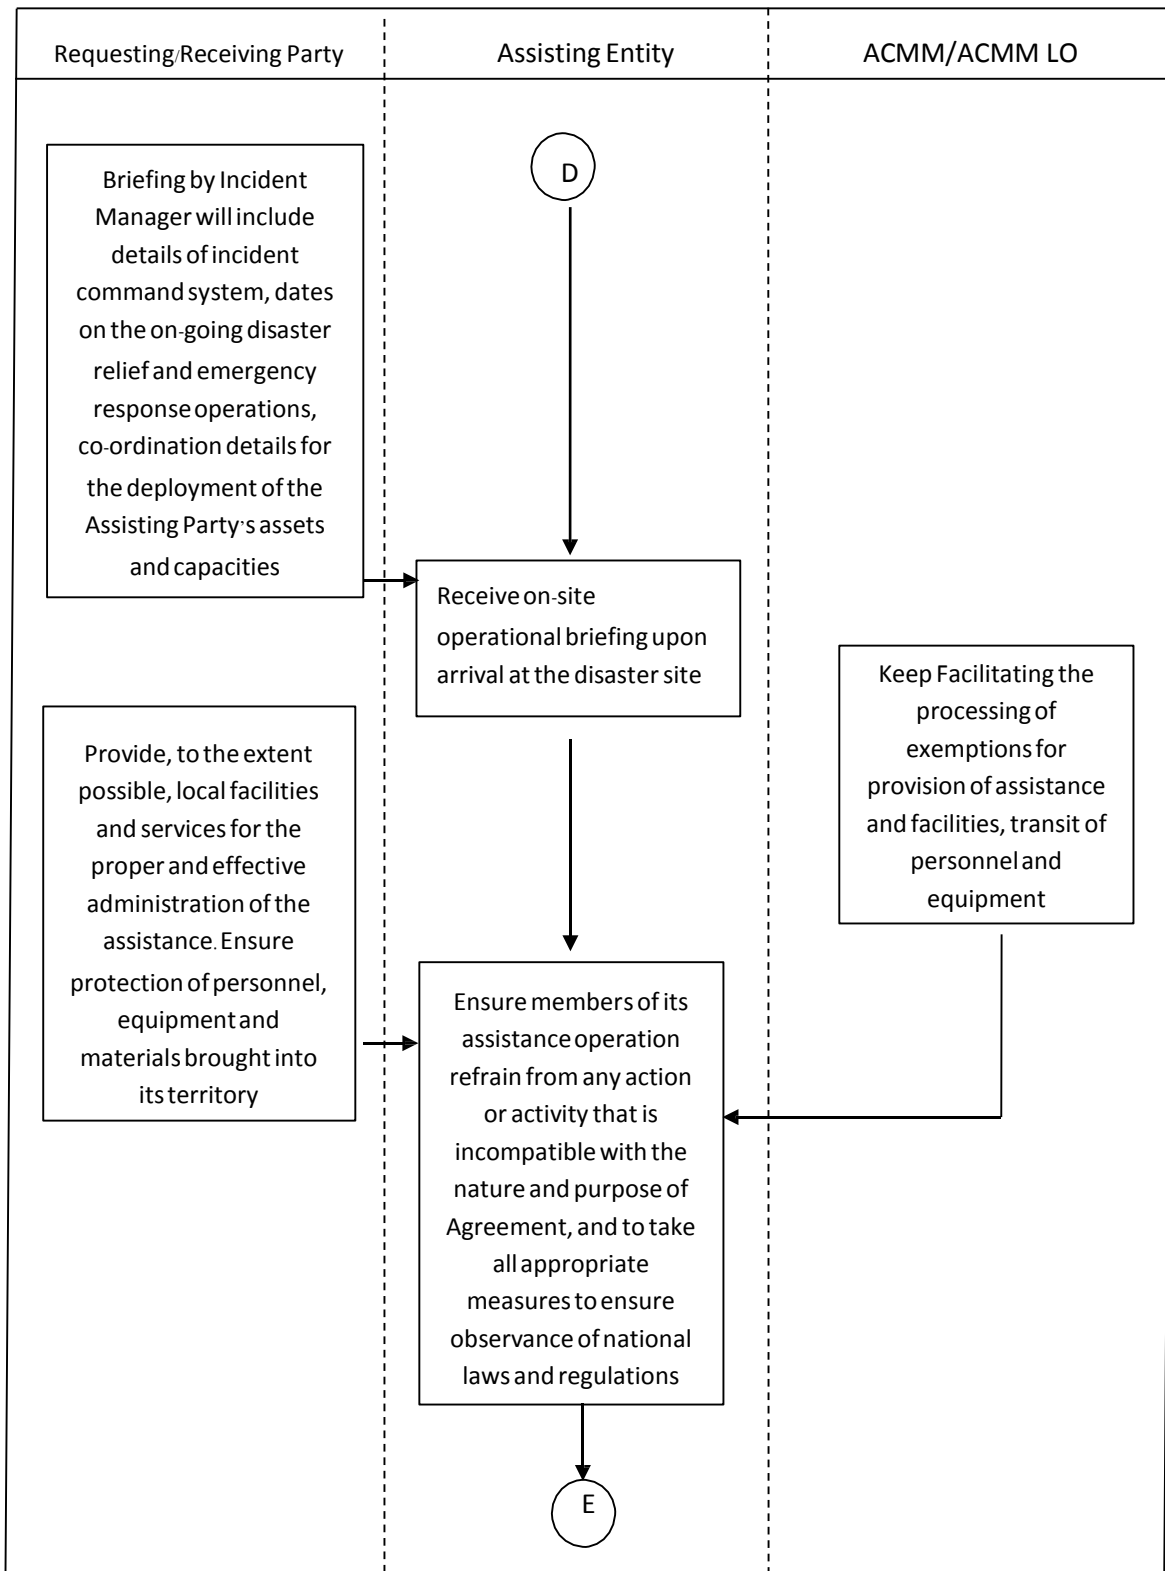 Requesting/Receiving Party
Assisting Entity
ACMM/ACMM LO
Briefing by Incident
Manager will include
details of incident
command system, dates
on the on-going disaster
relief and emergency
response operations,
co-ordination details for
the deployment of the
Assisting Party's assets
and capacities
D
Receive on-site
operational briefing upon
arrival at the disaster site
Keep Facilitating the
processing of
exemptions for
provision of assistance
and facilities, transit of
personnel and
equipment
Provide, to the extent
possible, local facilities
and services for the
proper and effective
administration of the
assistance. Ensure
protection of personnel,
equipment and
materials brought into
its territory
Ensure members of its
assistance operation
refrain from any action
or activity that is
incompatible with the
nature and purpose of
Agreement, and to take
all appropriate
measures to ensure
observance of national
laws and regulations
E